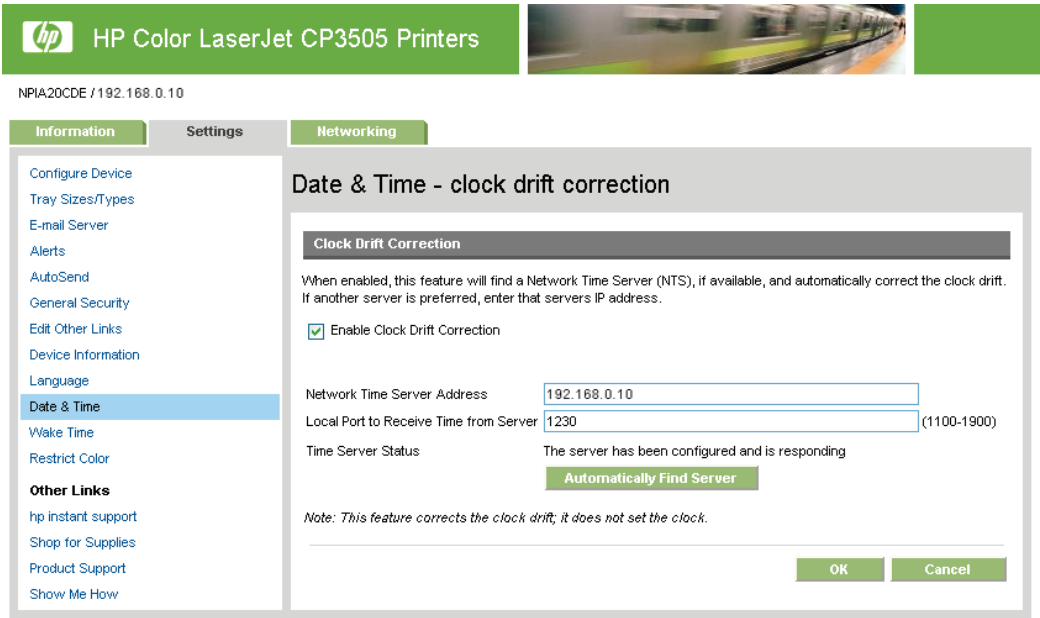 hp
HP Color LaserJet CP3505 Printers
NPIA20CDE / 192.168.0.10
Information
Settings
Networking
Configure Device
Tray Sizes/Types
E-mail Server
Alerts
AutoSend
General Security
Edit Other Links
Device Information
Language
Date & Time
Wake Time
Restrict Color
Other Links
hp instant support
Shop for Supplies
Product Support
Show Me How
Date & Time - clock drift correction
Clock Drift Correction
When enabled, this feature will find a Network Time Server (NTS), if available, and automatically correct the clock drift.
If another server is preferred, enter that servers IP address.
Enable Clock Drift Correction
Network Time Server Address 192.168.0.10
Local Port to Receive Time from Server 1230 (1100-1900)
Time Server Status The server has been configured and is responding
Automatically Find Server
Note: This feature corrects the clock drift; it does not set the clock.
OK Cancel